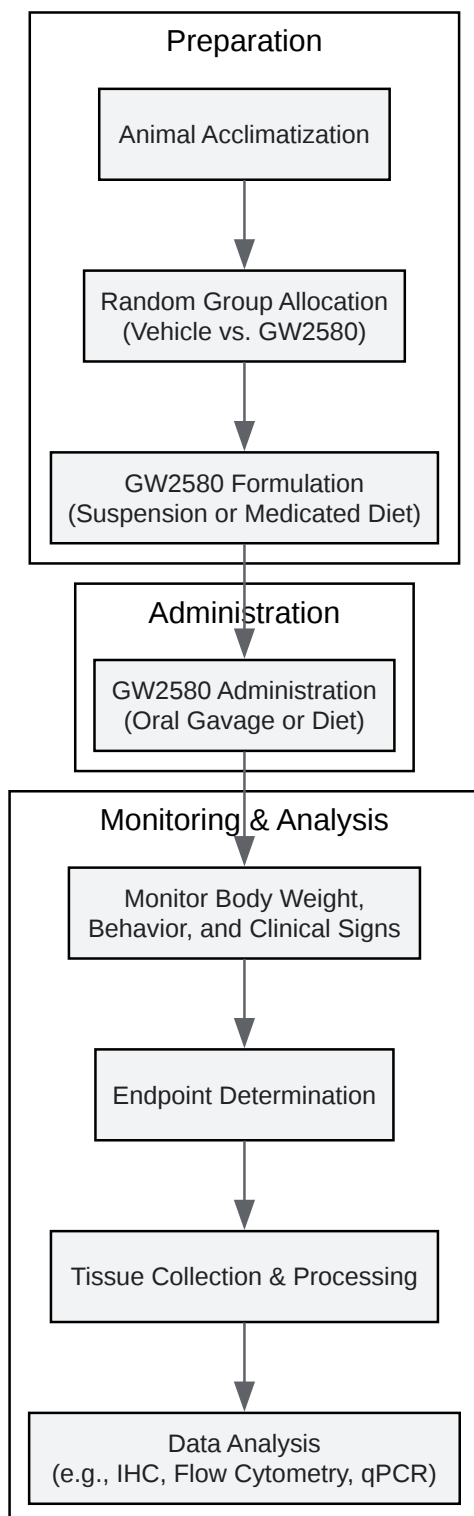 Preparation
Animal Acclimatization
Random Group Allocation
(Vehicle vs. GW2580)
GW2580 Formulation
(Suspension or Medicated Diet)
Administration
GW2580 Administration
(Oral Gavage or Diet)
Monitoring & Analysis
Monitor Body Weight,
Behavior, and Clinical Signs
Endpoint Determination
Tissue Collection & Processing
Data Analysis
(e.g., IHC, Flow Cytometry, qPCR)